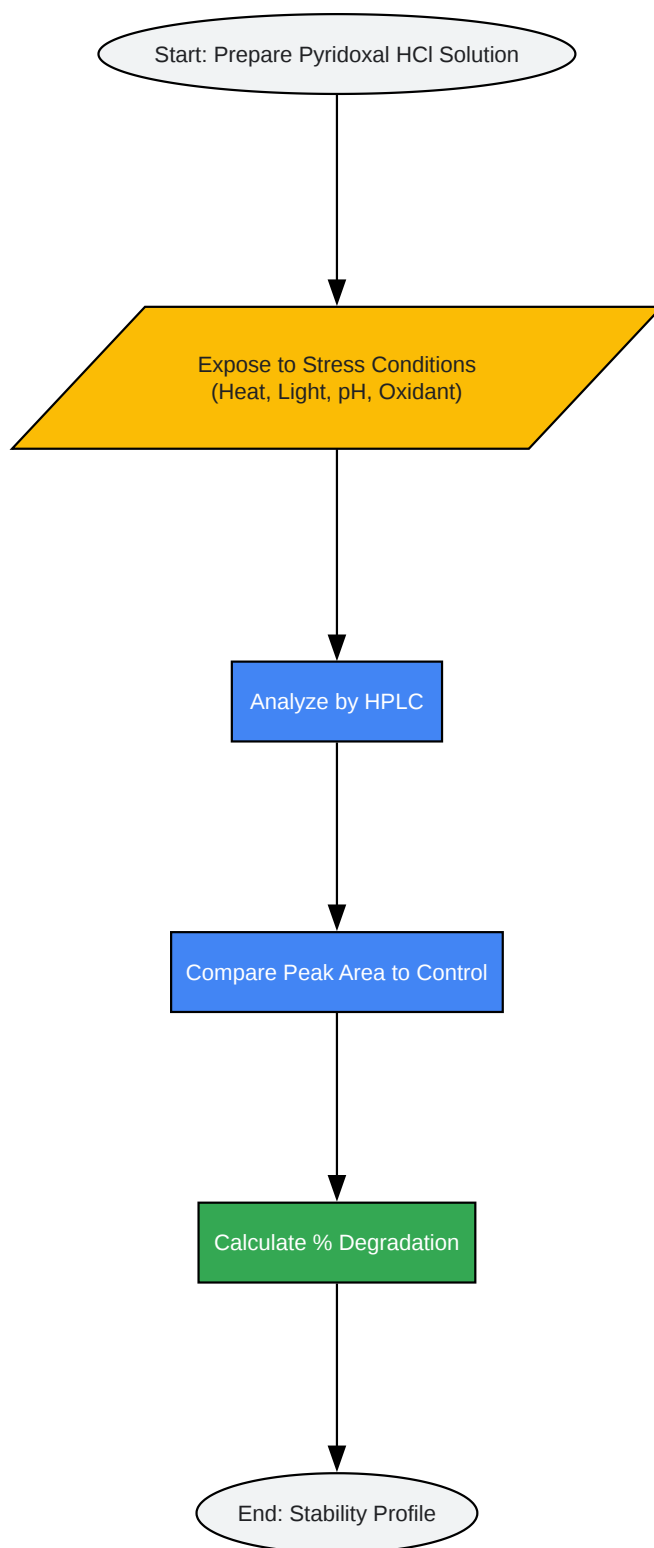 Start: Prepare Pyridoxal HCl Solution
Expose to Stress Conditions
(Heat, Light, pH, Oxidant)
Analyze by HPLC
Compare Peak Area to Control
Calculate % Degradation
End: Stability Profile